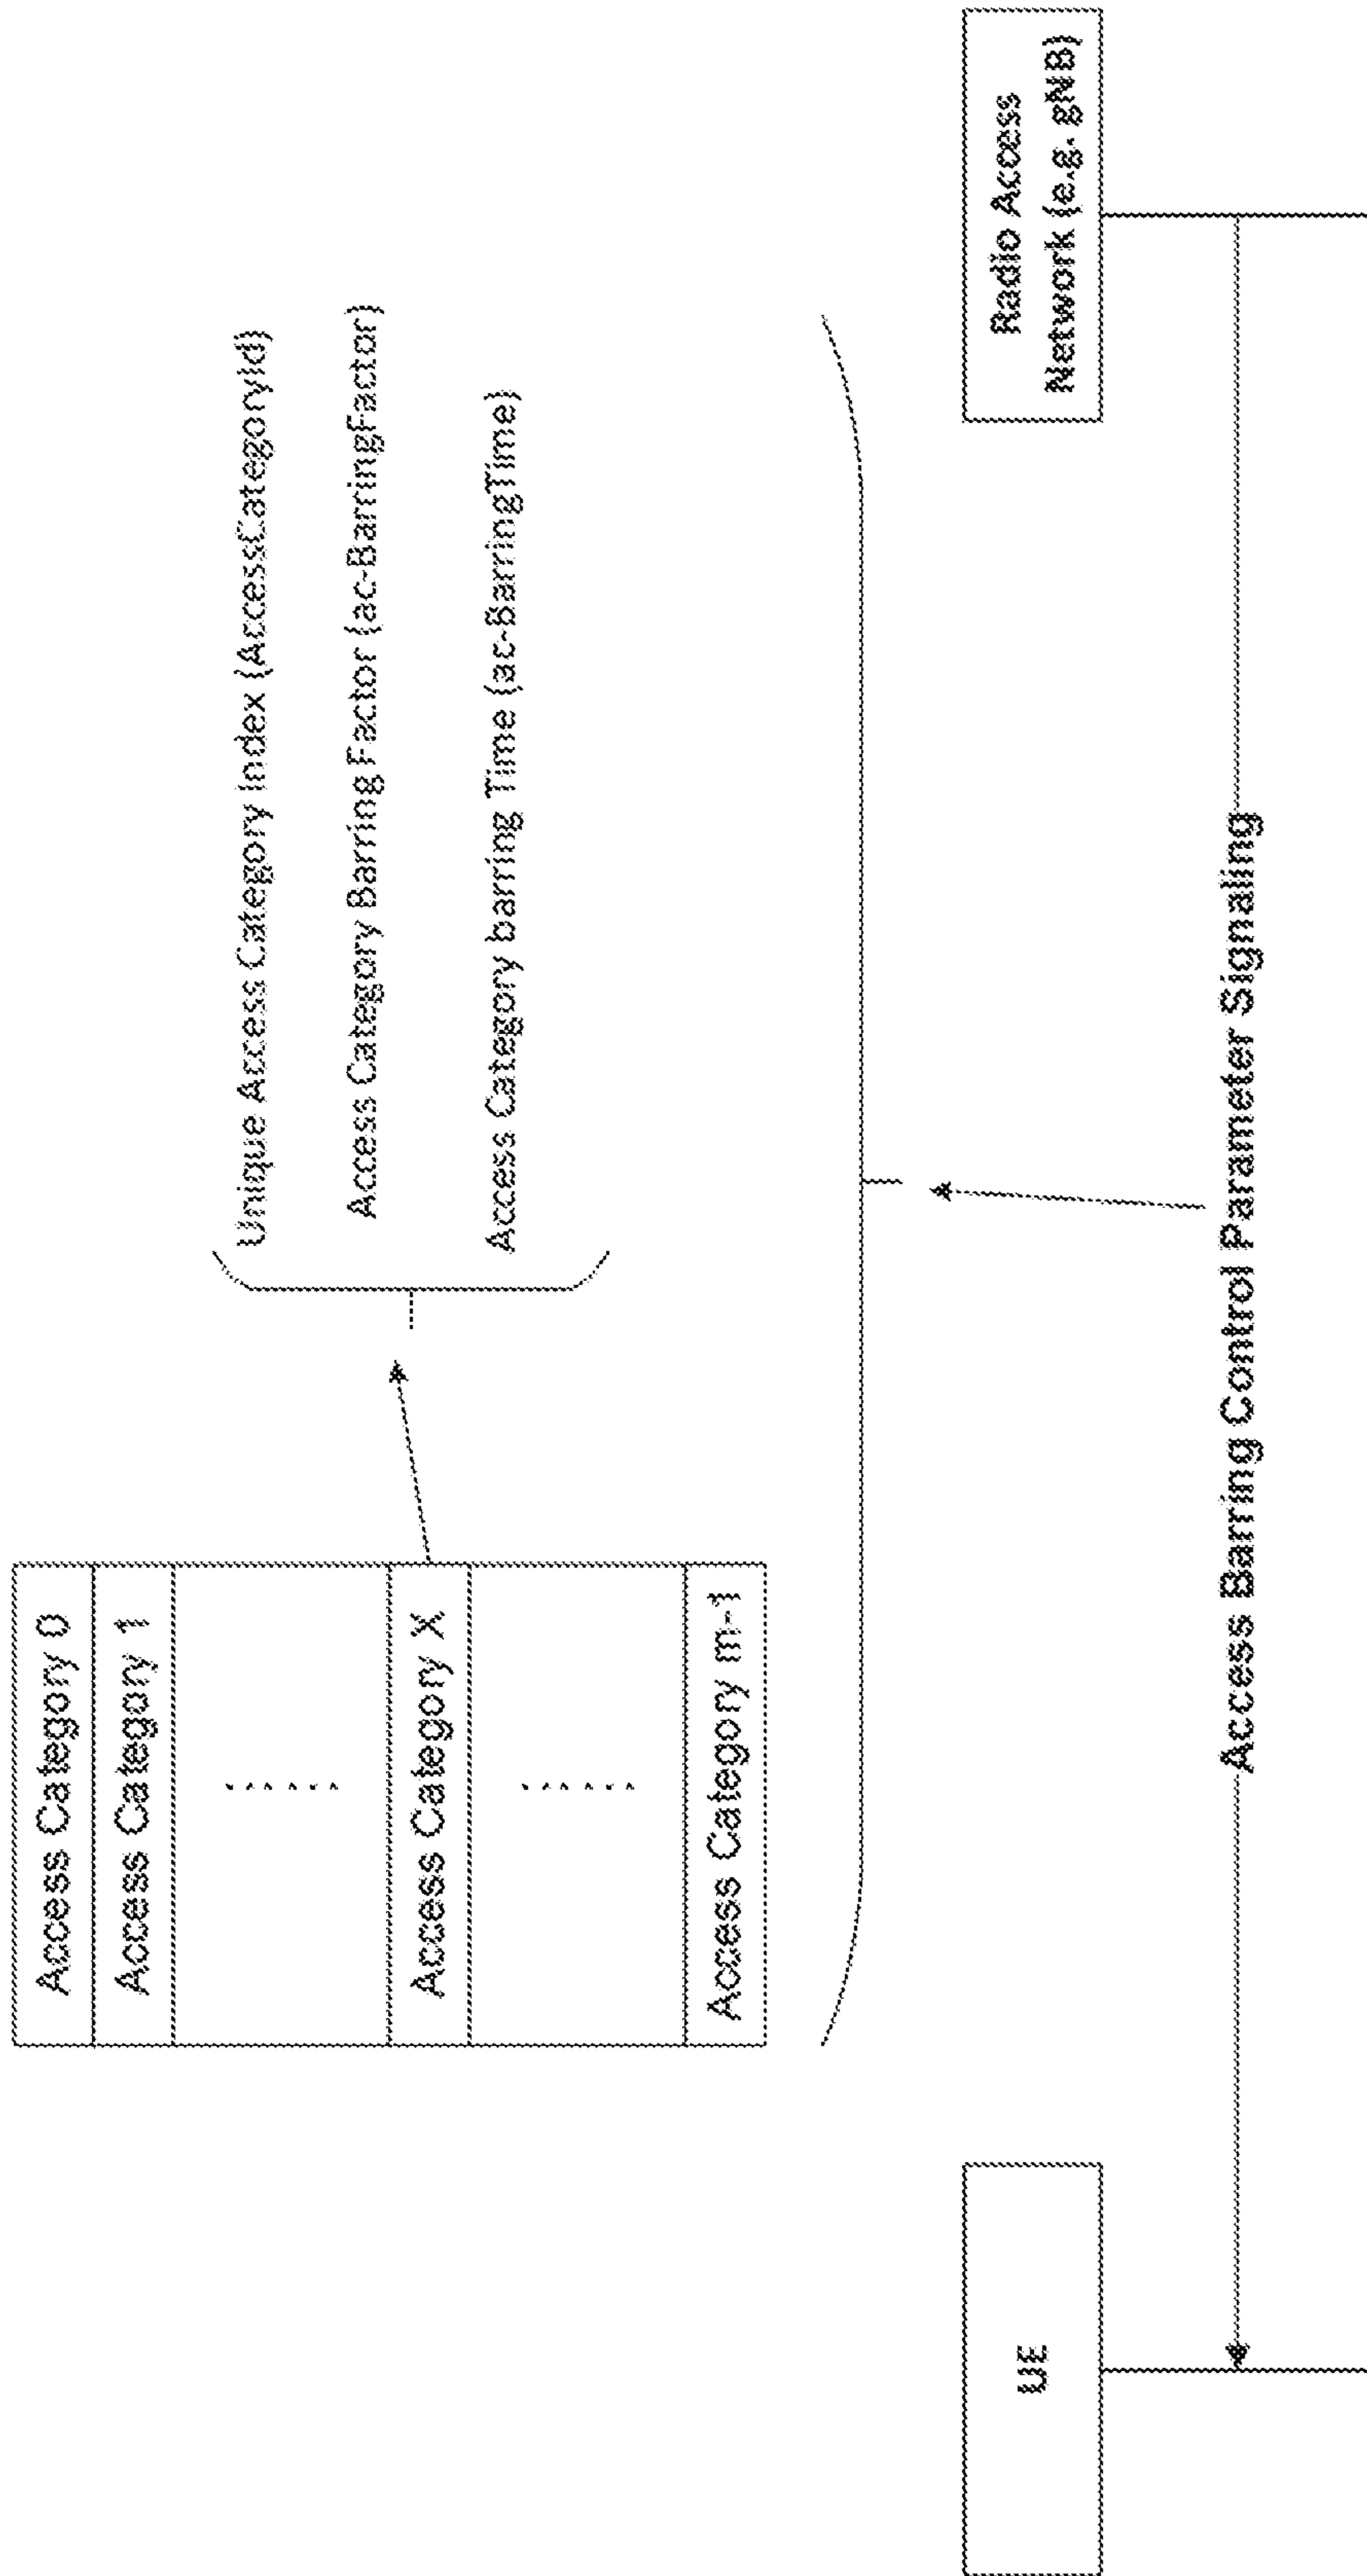 Access Category 0
Access Category 1
.....
Access Category X
.....
Access Category m-1
Unique Access Category Index (AccessCategoryId)
Access Category Barring Factor (ac-BarringFactor)
Access Category barring Time (ac-BarringTime)
UE
Radio Access
Network (e.g. gNB)
Access Barring Control Parameter Signaling